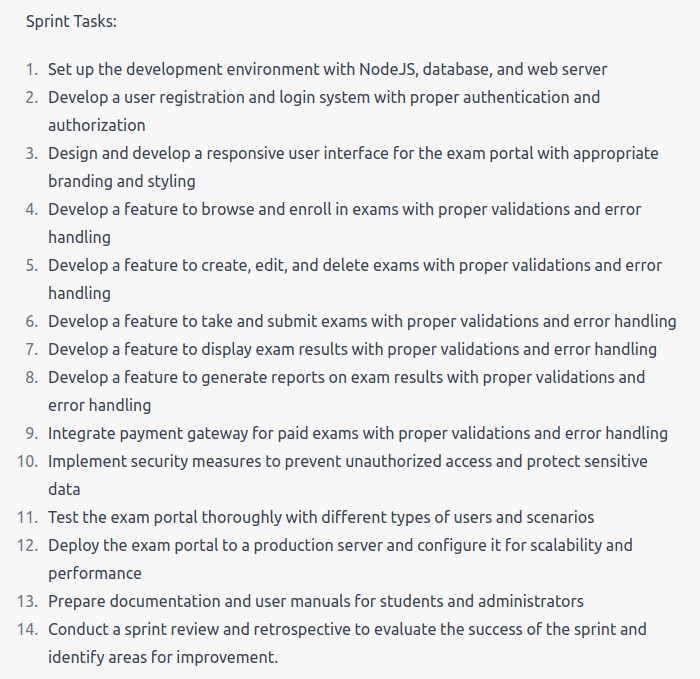 Sprint Tasks:
1. Set up the development environment with NodeJS, database, and web server
2. Develop a user registration and login system with proper authentication and
authorization
3. Design and develop a responsive user interface for the exam portal with appropriate
branding and styling
4. Develop a feature to browse and enroll in exams with proper validations and error
handling
5. Develop a feature to create, edit, and delete exams with proper validations and error
handling
6. Develop a feature to take and submit exams with proper validations and error handling
7. Develop a feature to display exam results with proper validations and error handling
8. Develop a feature to generate reports on exam results with proper validations and
error handling
9. Integrate payment gateway for paid exams with proper validations and error handling
10. Implement security measures to prevent unauthorized access and protect sensitive
data
11. Test the exam portal thoroughly with different types of users and scenarios
12. Deploy the exam portal to a production server and configure it for scalability and
performance
13. Prepare documentation and user manuals for students and administrators
14. Conduct a sprint review and retrospective to evaluate the success of the sprint and
identify areas for improvement.